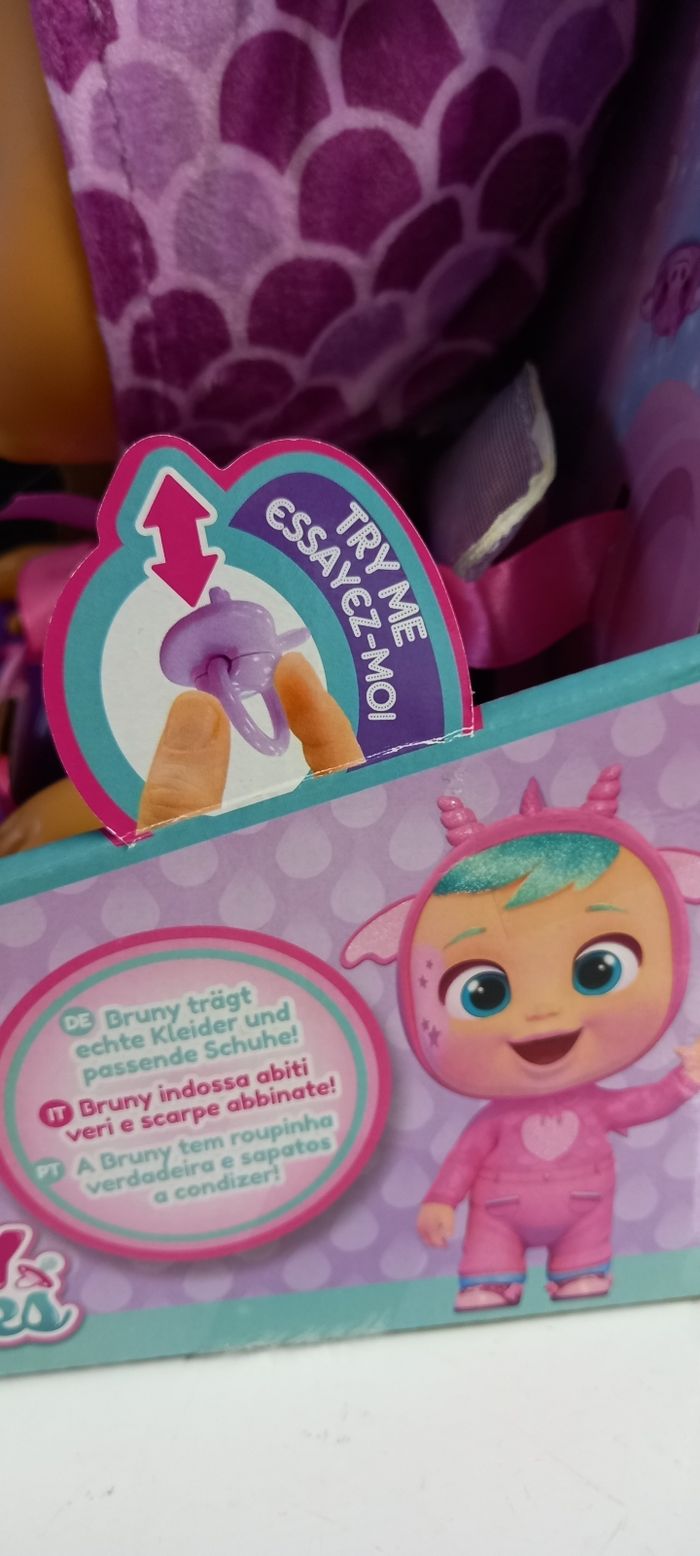 TRY ME
ESSAYEZ-MOI
DE Bruny trägt
echte Kleider und
passende Schuhe!
IT Bruny indossa abiti
veri e scarpe abbinate!
PT A Bruny tem roupinha
verdadeira e sapatos
a condizer!